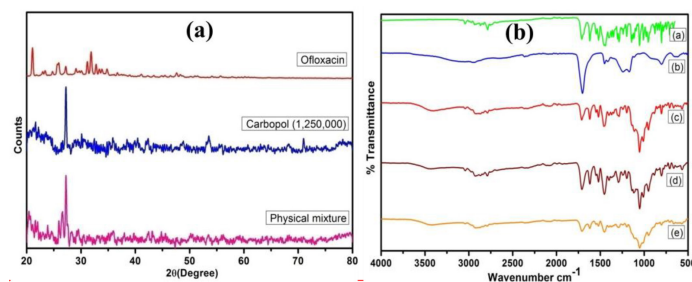 (a)
Ofloxacin
Carbopol (1,250,000)
Physical mixture
Counts
20 30 40 50 60 70 80
2θ(Degree)
(b)
(a)
(b)
(c)
(d)
(e)
% Transmittance
4000 3500 3000 2500 2000 1500 1000 500
Wavenumber cm-1